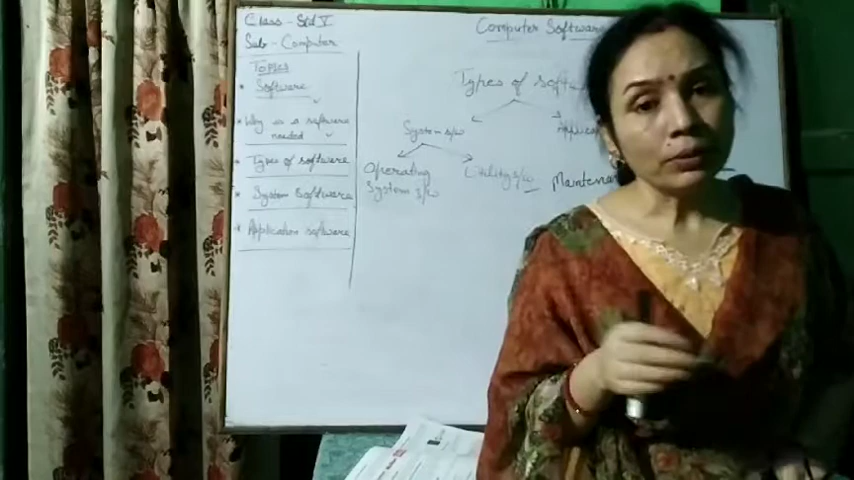 Class - Std V
Sub - Computer
Topics
• Software
• Why is a software
needed
• Types of software
• System software
• Application software
Computer Software
Types of soft
System s/w
Applica
Operating
System s/w
Utility s/w
Maintenan